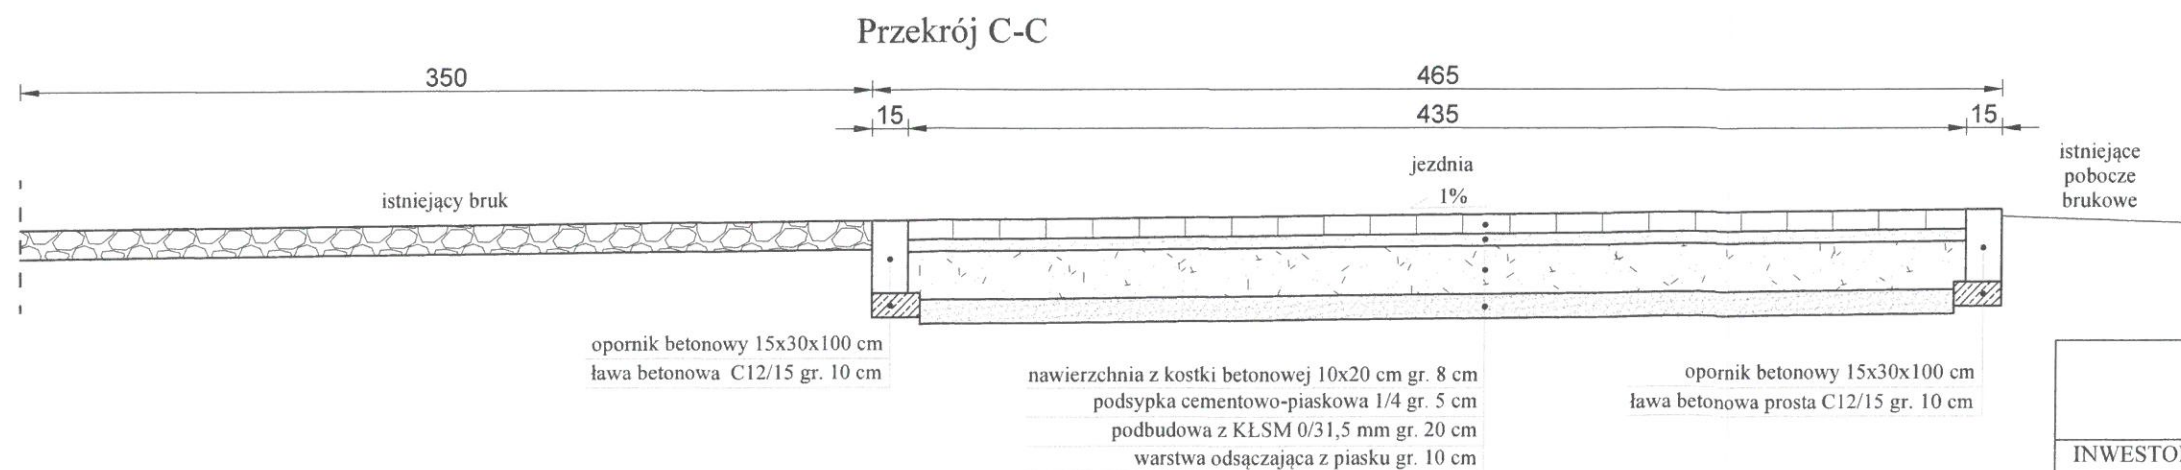 Przekrój C-C
350
465
15
435
15
jezdnia
1%
istniejący bruk
istniejące
pobocze
brukowe
opornik betonowy 15x30x100 cm
ława betonowa C12/15 gr. 10 cm
nawierzchnia z kostki betonowej 10x20 cm gr. 8 cm
podsypka cementowo-piaskowa 1/4 gr. 5 cm
podbudowa z KŁSM 0/31,5 mm gr. 20 cm
warstwa odsączająca z piasku gr. 10 cm
opornik betonowy 15x30x100 cm
ława betonowa prosta C12/15 gr. 10 cm